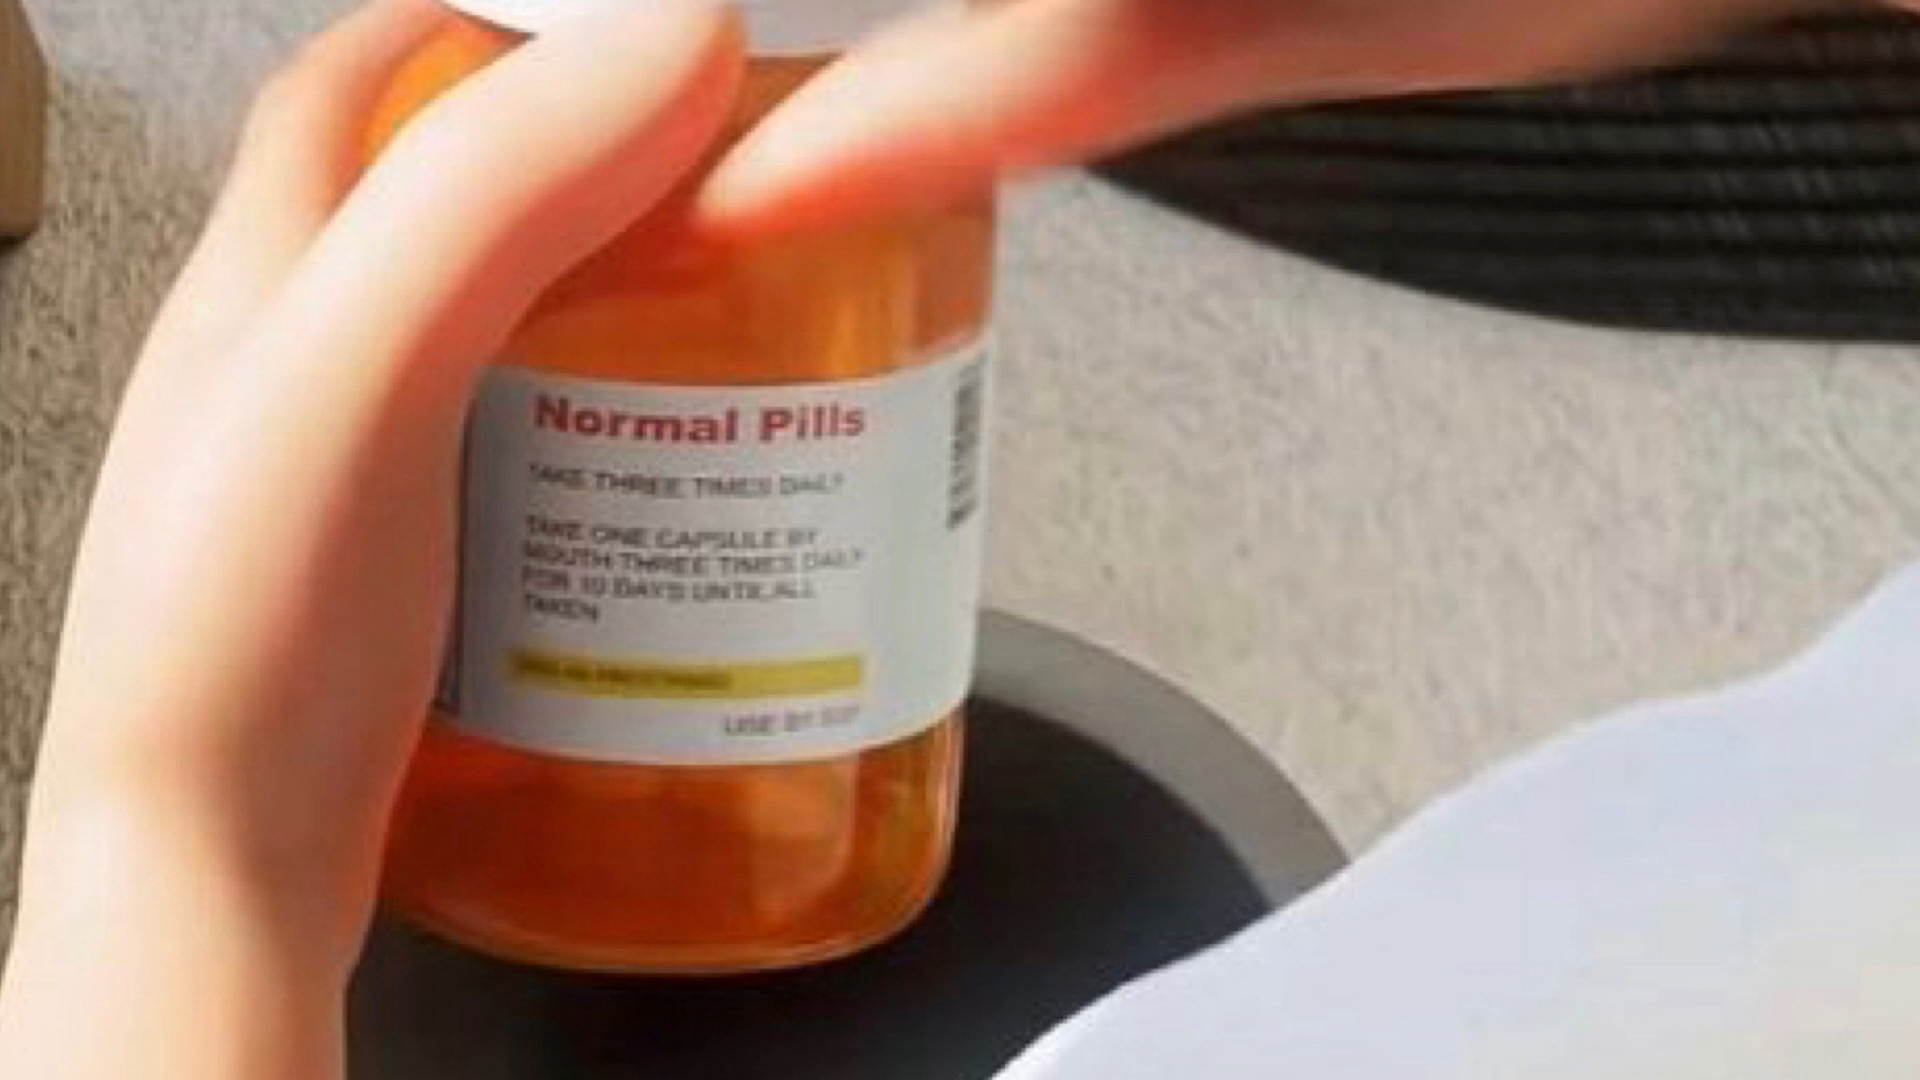 Normal Pills
TAKE THREE TIMES DAILY
TAKE ONE CAPSULE BY
MOUTH THREE TIMES DAILY
FOR 10 DAYS UNTIL ALL
TAKEN
USE BY